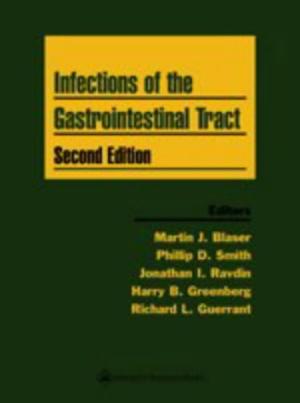 Infections of the
Gastrointestinal Tract
Second Edition
Editors
Martin J. Blaser
Phillip D. Smith
Jonathan I. Ravdin
Harry B. Greenberg
Richard L. Guerrant